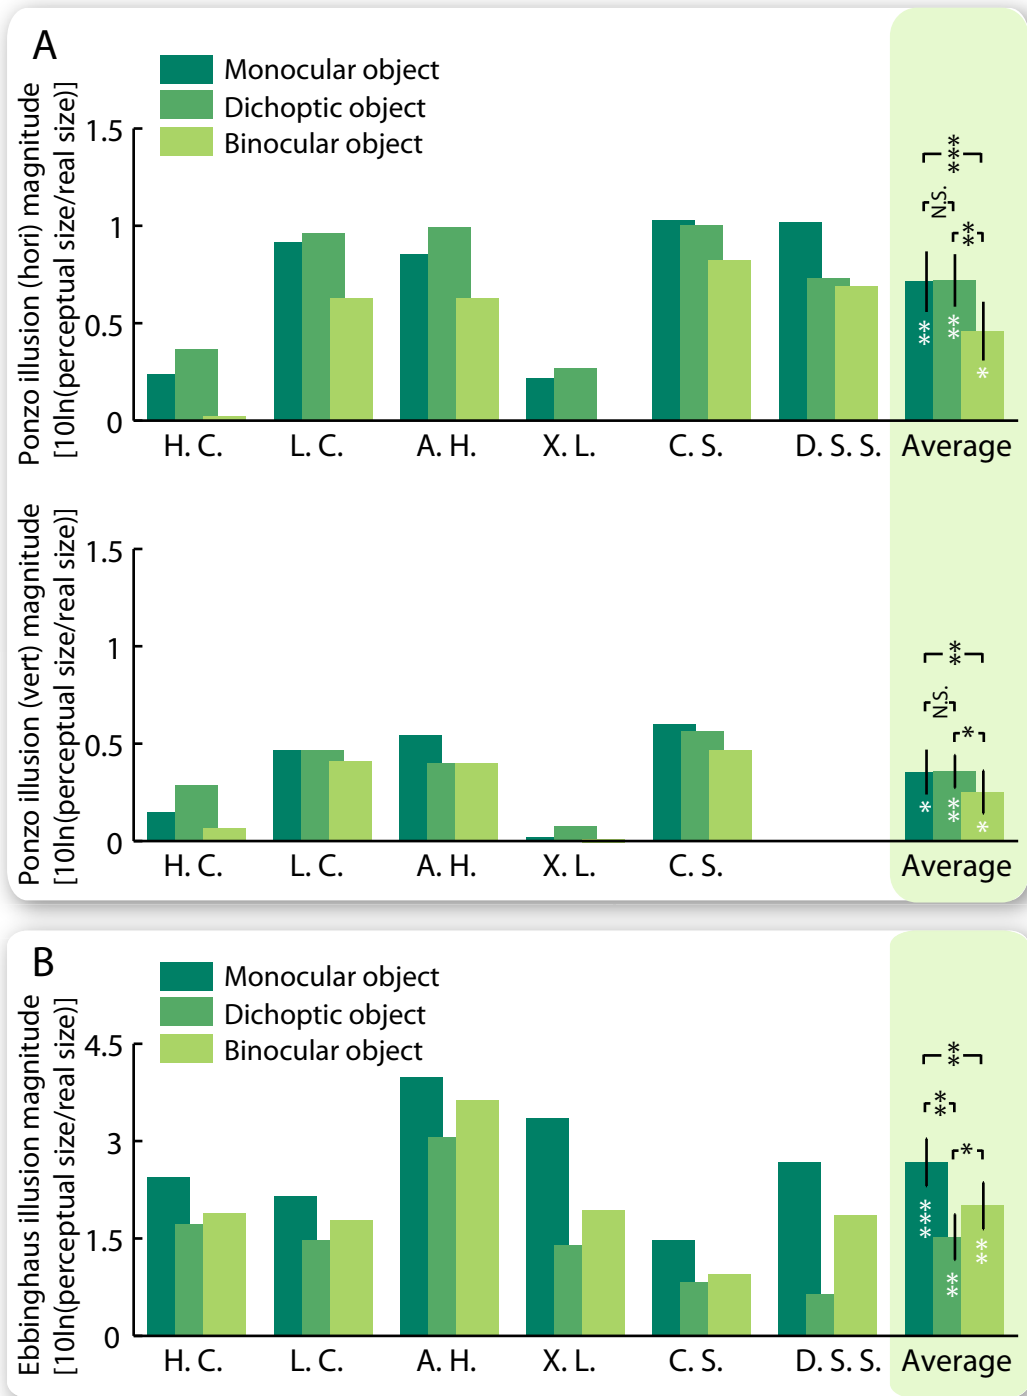 A
Monocular object
Dichoptic object
Binocular object
Ponzo illusion (hori) magnitude
[10ln(perceptual size/real size)]
1.5
1
0.5
0
***
N.S.
**
**
**
*
H. C.
L. C.
A. H.
X. L.
C. S.
D. S. S.
Average
Ponzo illusion (vert) magnitude
[10ln(perceptual size/real size)]
1.5
1
0.5
0
**
N.S.
*
*
**
*
H. C.
L. C.
A. H.
X. L.
C. S.
Average
B
Monocular object
Dichoptic object
Binocular object
Ebbinghaus illusion magnitude
[10ln(perceptual size/real size)]
4.5
3
1.5
0
**
**
*
***
**
**
H. C.
L. C.
A. H.
X. L.
C. S.
D. S. S.
Average